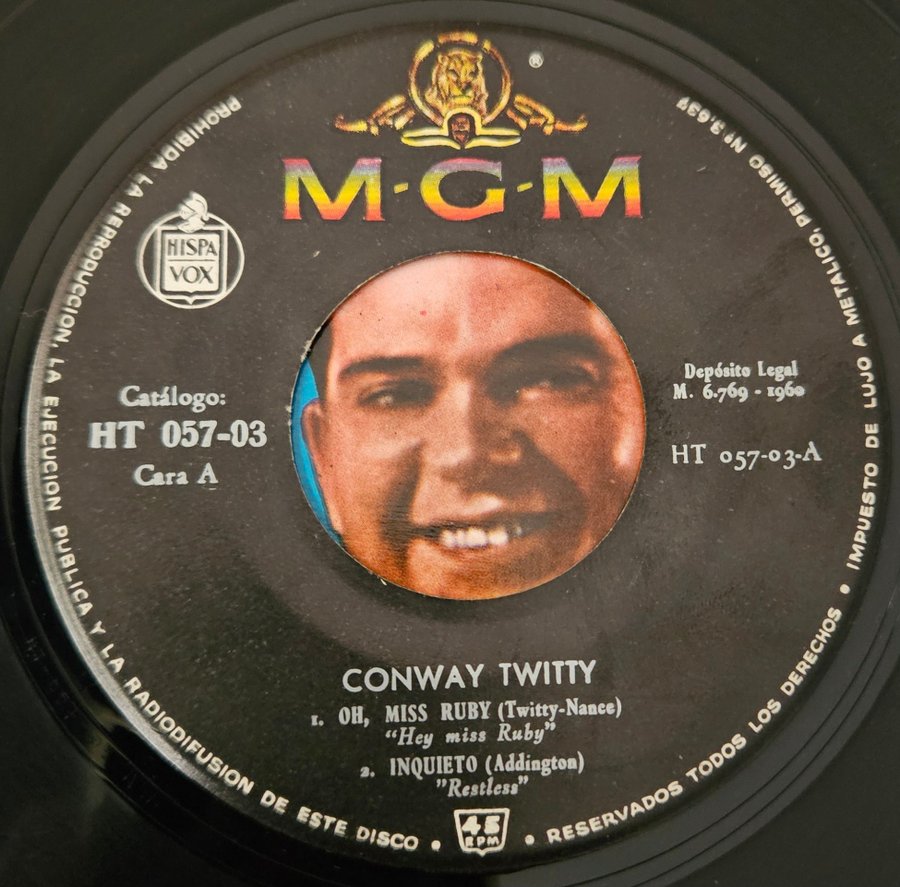 ®
M-G-M
HISPA
VOX
Catálogo:
HT 057-03
Cara A
Depósito Legal
M. 6.769 - 1960
HT 057-03-A
CONWAY TWITTY
1. OH, MISS RUBY (Twitty-Nance)
“Hey miss Ruby”
2. INQUIETO (Addington)
”Restless”
45
RPM
PROHIBIDA LA REPRODUCCION, LA EJECUCION PUBLICA Y LA RADIODIFUSION DE ESTE DISCO • • RESERVADOS TODOS LOS DERECHOS • IMPUESTO DE LUJO A METALICO, PERMISO Nº 3.639